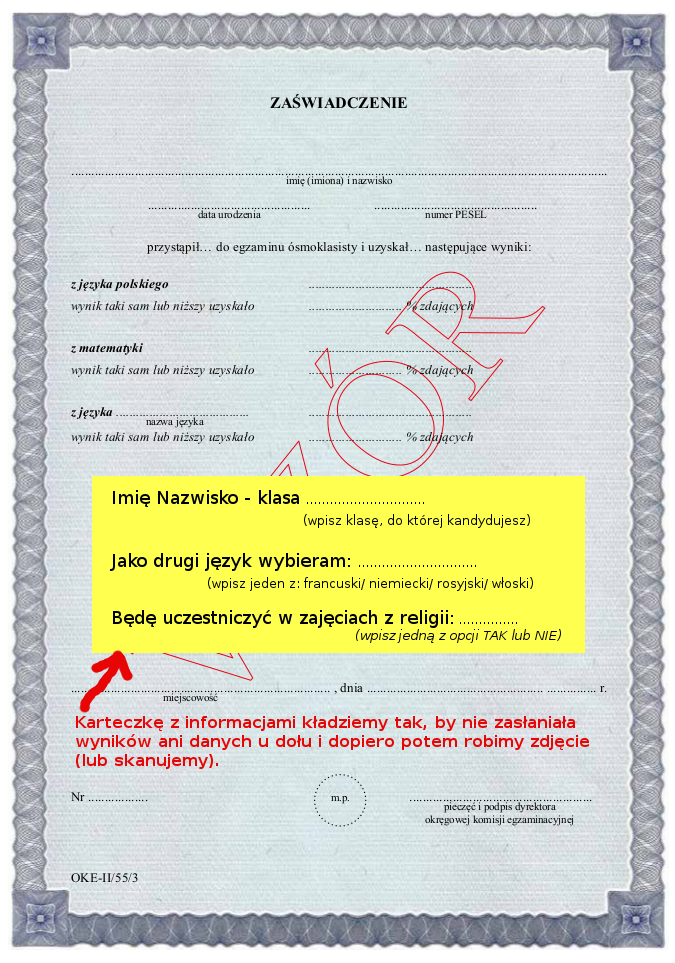 ZAŚWIADCZENIE
................................................................................
imię (imiona) i nazwisko
................................ ................................
data urodzenia numer PESEL
przystąpił… do egzaminu ósmoklasisty i uzyskał… następujące wyniki:
z języka polskiego ................................
wynik taki sam lub niższy uzyskało ............................ % zdających
z matematyki ................................
wynik taki sam lub niższy uzyskało ............................ % zdających
z języka ........................................ ................................
nazwa języka
wynik taki sam lub niższy uzyskało ............................ % zdających
WZÓR
Imię Nazwisko - klasa ..............................
(wpisz klasę, do której kandydujesz)
Jako drugi język wybieram: ..............................
(wpisz jeden z: francuski/ niemiecki/ rosyjski/ włoski)
Będę uczestniczyć w zajęciach z religii: ...............
(wpisz jedną z opcji TAK lub NIE)
................................ , dnia ................................ r.
miejscowość
Karteczkę z informacjami kładziemy tak, by nie zasłaniała
wyników ani danych u dołu i dopiero potem robimy zdjęcie
(lub skanujemy).
Nr .................. m.p. ................................
pieczęć i podpis dyrektora
okręgowej komisji egzaminacyjnej
OKE-II/55/3